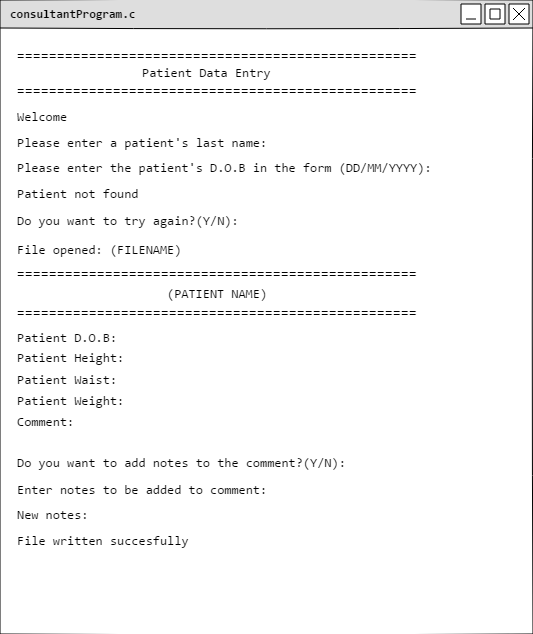 consultantProgram.c
==================================================
Patient Data Entry
==================================================
Welcome
Please enter a patient's last name:
Please enter the patient's D.O.B in the form (DD/MM/YYYY):
Patient not found
Do you want to try again?(Y/N):
File opened: (FILENAME)
==================================================
(PATIENT NAME)
==================================================
Patient D.O.B:
Patient Height:
Patient Waist:
Patient Weight:
Comment:
Do you want to add notes to the comment?(Y/N):
Enter notes to be added to comment:
New notes:
File written succesfully